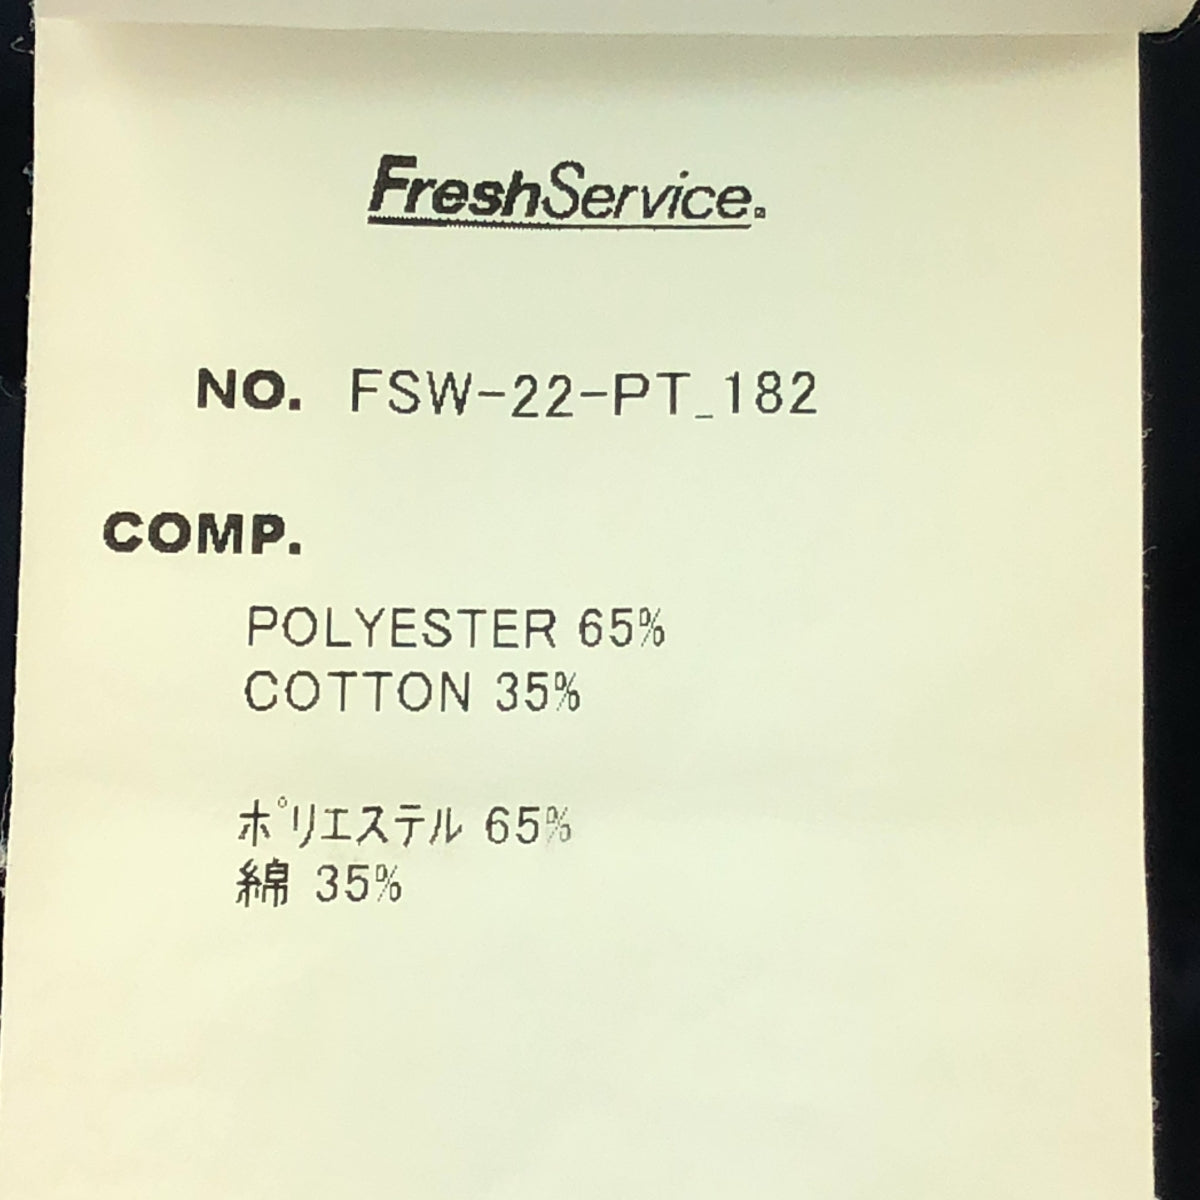 FreshService.
NO. FSW-22-PT_182
COMP.
POLYESTER 65%
COTTON 35%
ポリエステル 65%
綿 35%